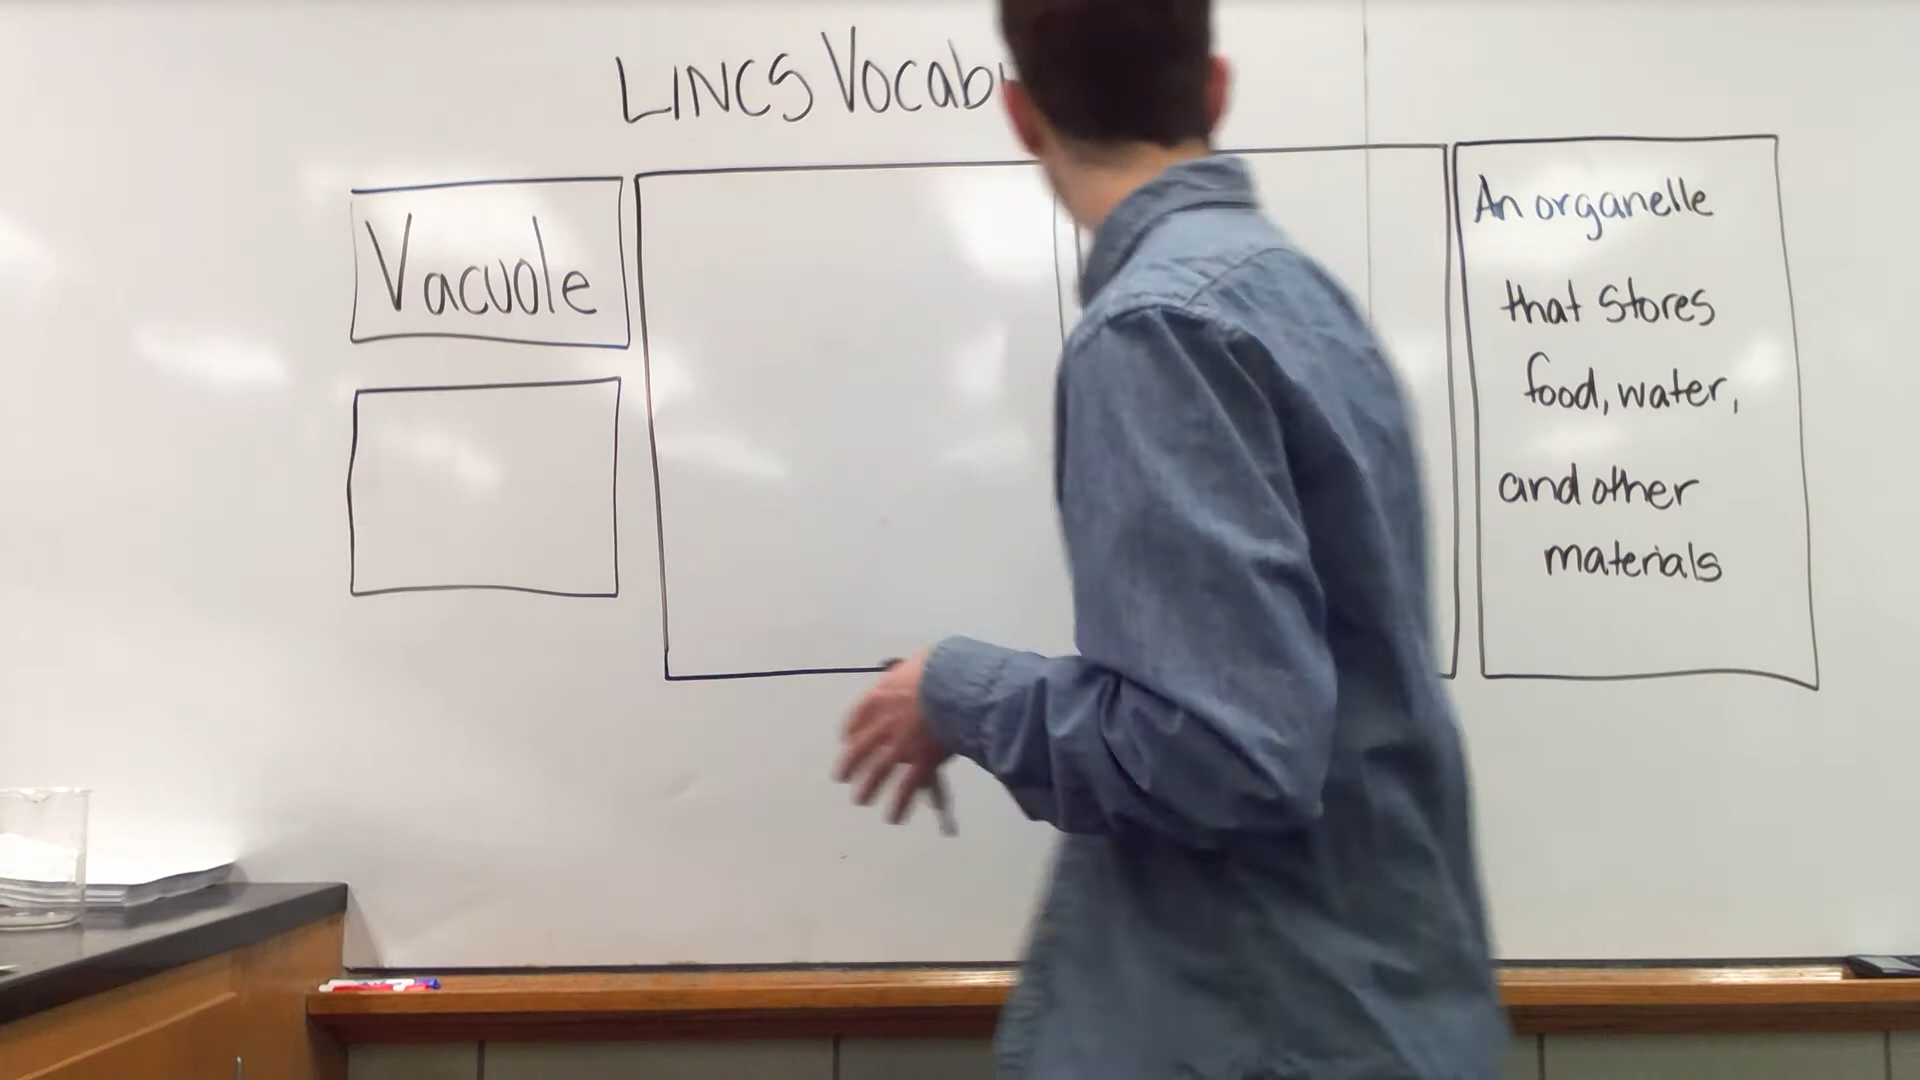 LINCS Vocab
Vacuole
An organelle
that stores
food, water,
and other
materials